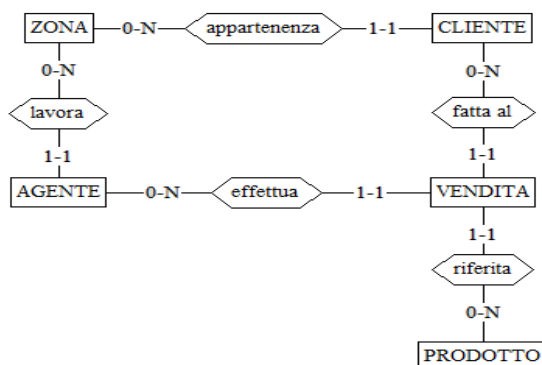 ZONA 0-N appartenenza 1-1 CLIENTE
0-N 0-N
lavora fatta al
1-1 1-1
AGENTE 0-N effettua 1-1 VENDITA
1-1
riferita
0-N
PRODOTTO